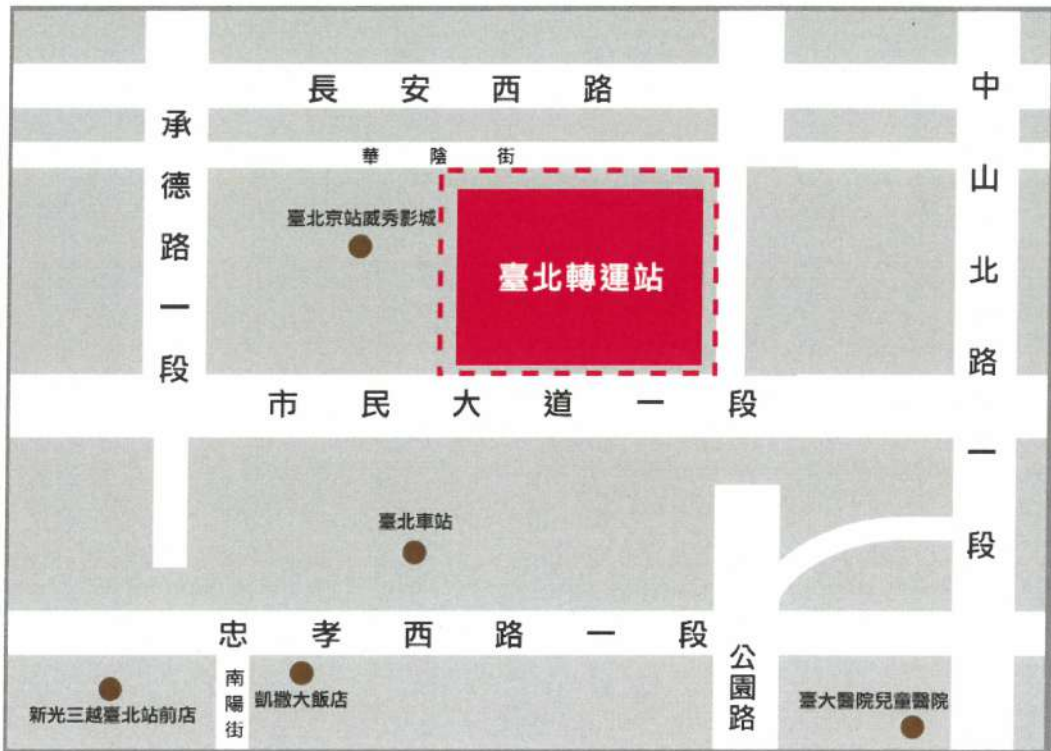 長安西路
華陰街
承德路一段
中山北路一段
臺北京站威秀影城
臺北轉運站
市民大道一段
臺北車站
忠孝西路一段
公園路
南陽街
凱撒大飯店
新光三越臺北站前店
臺大醫院兒童醫院